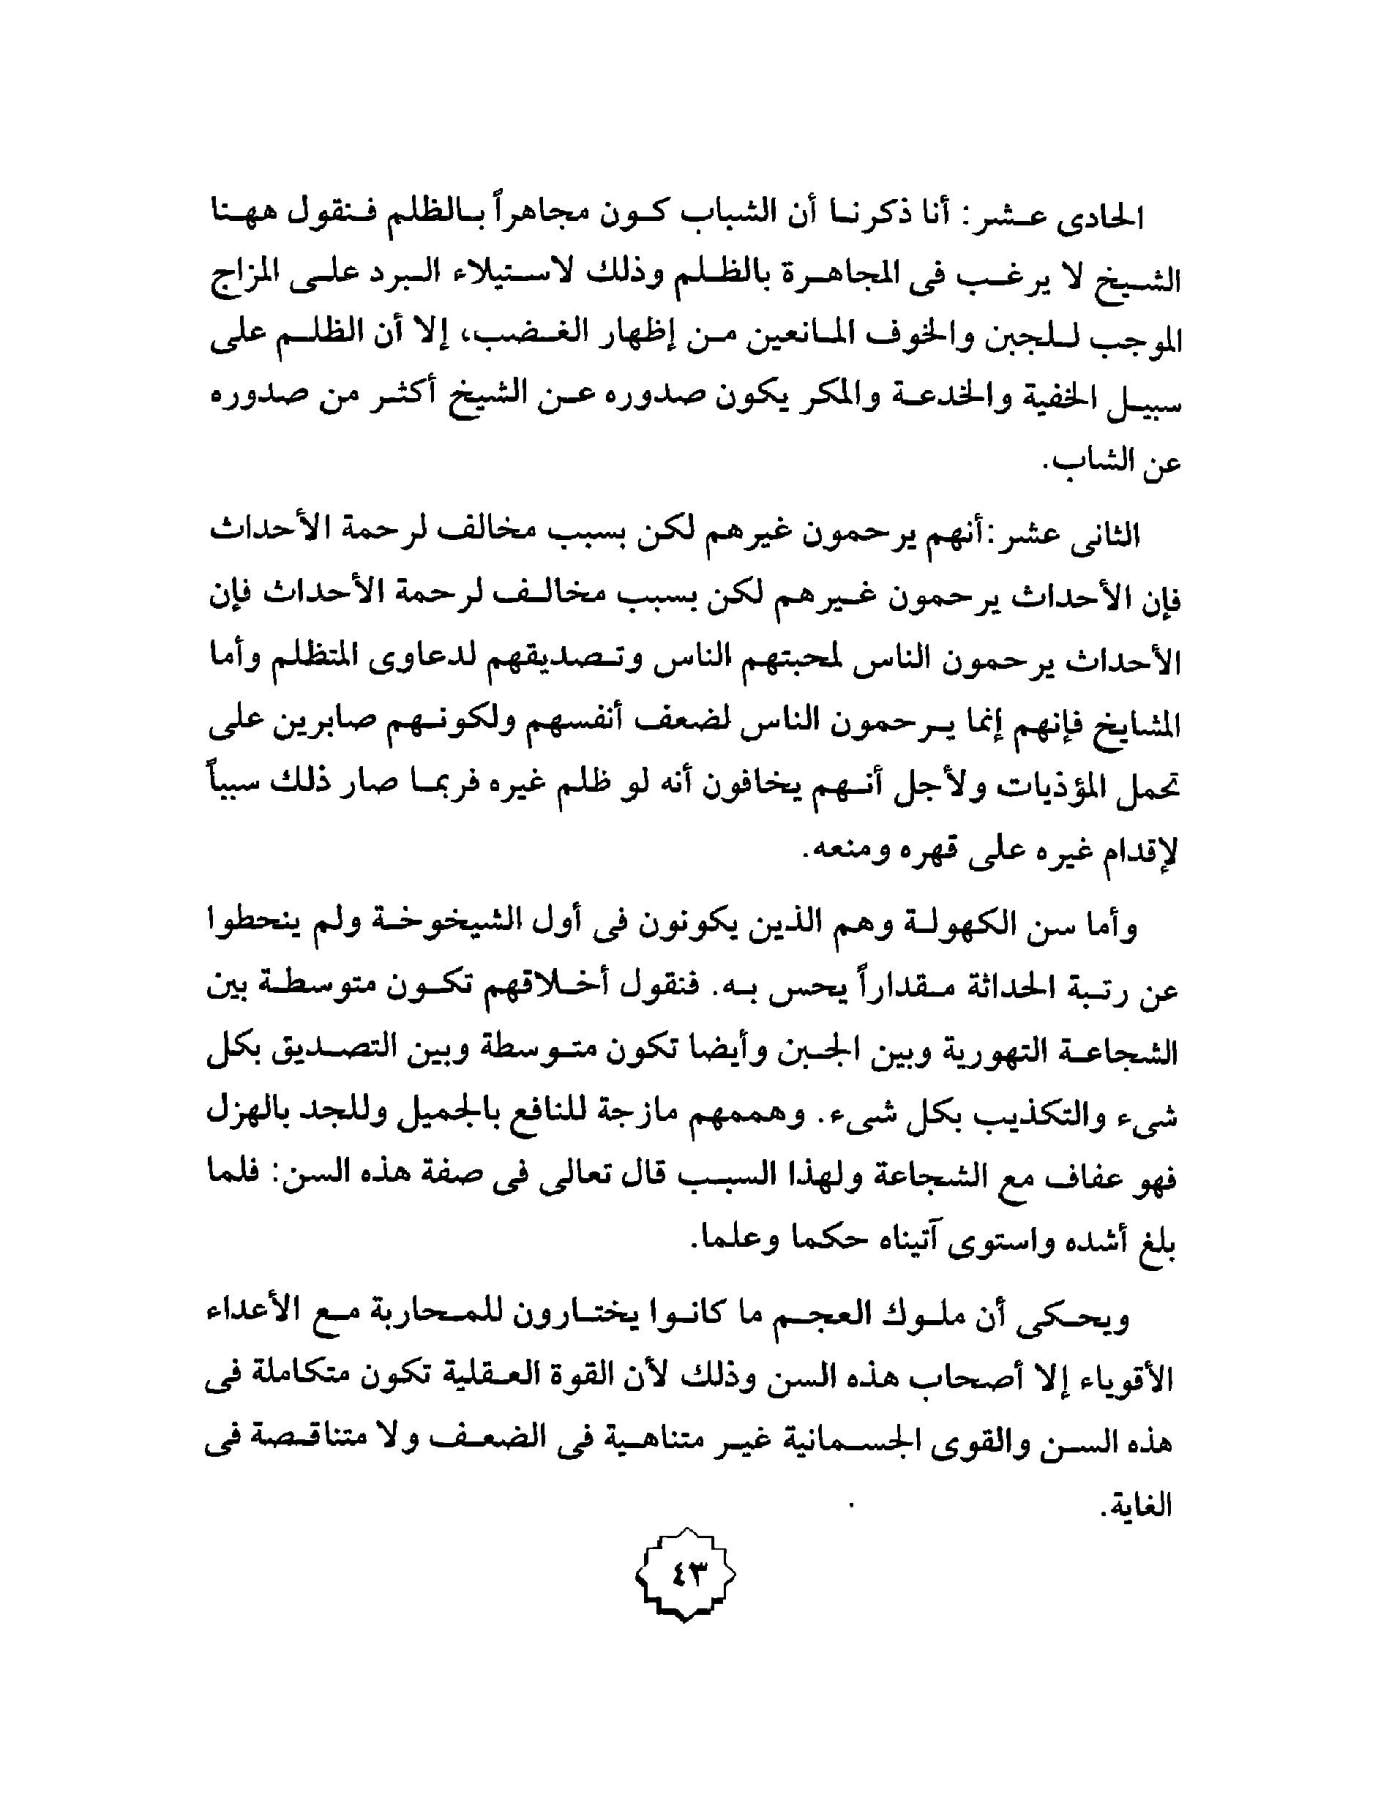 الحادى عشر: أنا ذكرنا أن الشباب كون مجاهراً بالظلم فنقول ههنا
الشيخ لا يرغب فى المجاهرة بالظلم وذلك لاستيلاء البرد على المزاج
الموجب للجبن والخوف المانعين من إظهار الغضب، إلا أن الظلم على
سبيل الخفية والخدعة والمكر يكون صدوره عن الشيخ أكثر من صدوره
عن الشاب.
الثانى عشر:أنهم يرحمون غيرهم لكن بسبب مخالف لرحمة الأحداث
فإن الأحداث يرحمون غيرهم لكن بسبب مخالف لرحمة الأحداث فإن
الأحداث يرحمون الناس لمحبتهم الناس وتصديقهم لدعاوى المتظلم وأما
المشايخ فإنهم إنما يرحمون الناس لضعف أنفسهم ولكونهم صابرين على
تحمل المؤذيات ولأجل أنهم يخافون أنه لو ظلم غيره فربما صار ذلك سبباً
لإقدام غيره على قهره ومنعه.
وأما سن الكهولة وهم الذين يكونون فى أول الشيخوخة ولم ينحطوا
عن رتبة الحداثة مقداراً يحس به. فنقول أخلاقهم تكون متوسطة بين
الشجاعة التهورية وبين الجبن وأيضا تكون متوسطة وبين التصديق بكل
شىء والتكذيب بكل شىء. وهممهم مازجة للنافع بالجميل وللجد بالهزل
فهو عفاف مع الشجاعة ولهذا السبب قال تعالى فى صفة هذه السن: فلما
بلغ أشده واستوى آتيناه حكما وعلما.
ويحكى أن ملوك العجم ما كانوا يختارون للمحاربة مع الأعداء
الأقوياء إلا أصحاب هذه السن وذلك لأن القوة العقلية تكون متكاملة فى
هذه السن والقوى الجسمانية غير متناهية فى الضعف ولا متناقصة فى
الغاية.
٤٣